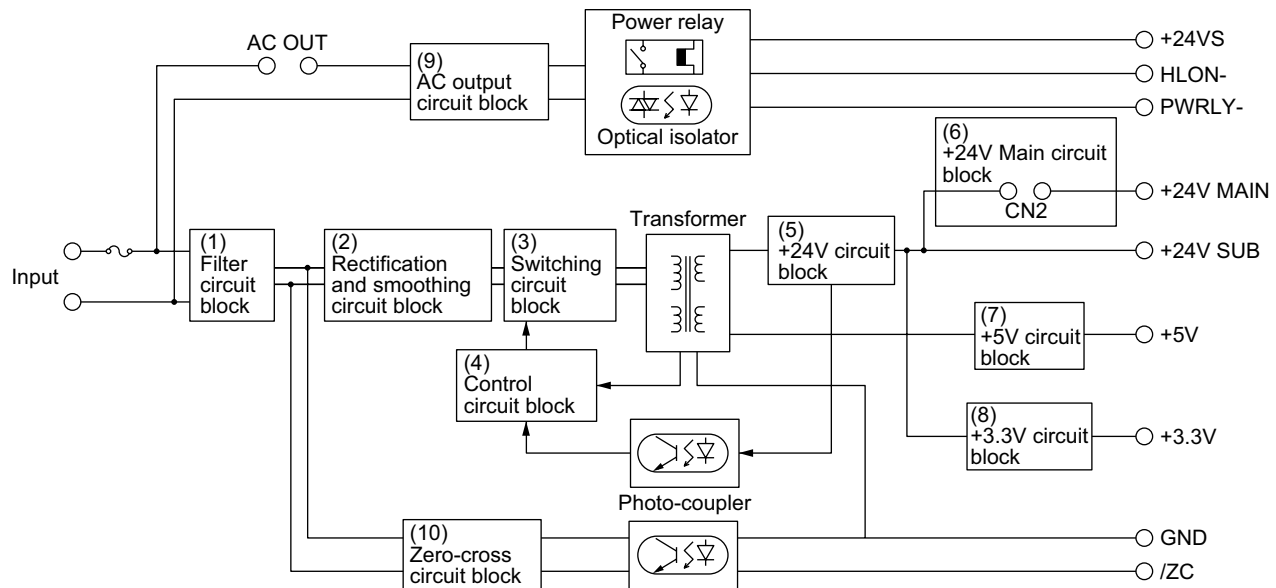 Power relay
+24VS
AC OUT
(9)
AC output
circuit block
HLON-
PWRLY-
Optical isolator
(6)
+24V Main circuit
block
CN2
+24V MAIN
Transformer
Input
(1)
Filter
circuit
block
(2)
Rectification
and smoothing
circuit block
(3)
Switching
circuit
block
(5)
+24V circuit
block
+24V SUB
(7)
+5V circuit
block
+5V
(4)
Control
circuit block
(8)
+3.3V circuit
block
+3.3V
Photo-coupler
(10)
Zero-cross
circuit block
GND
/ZC